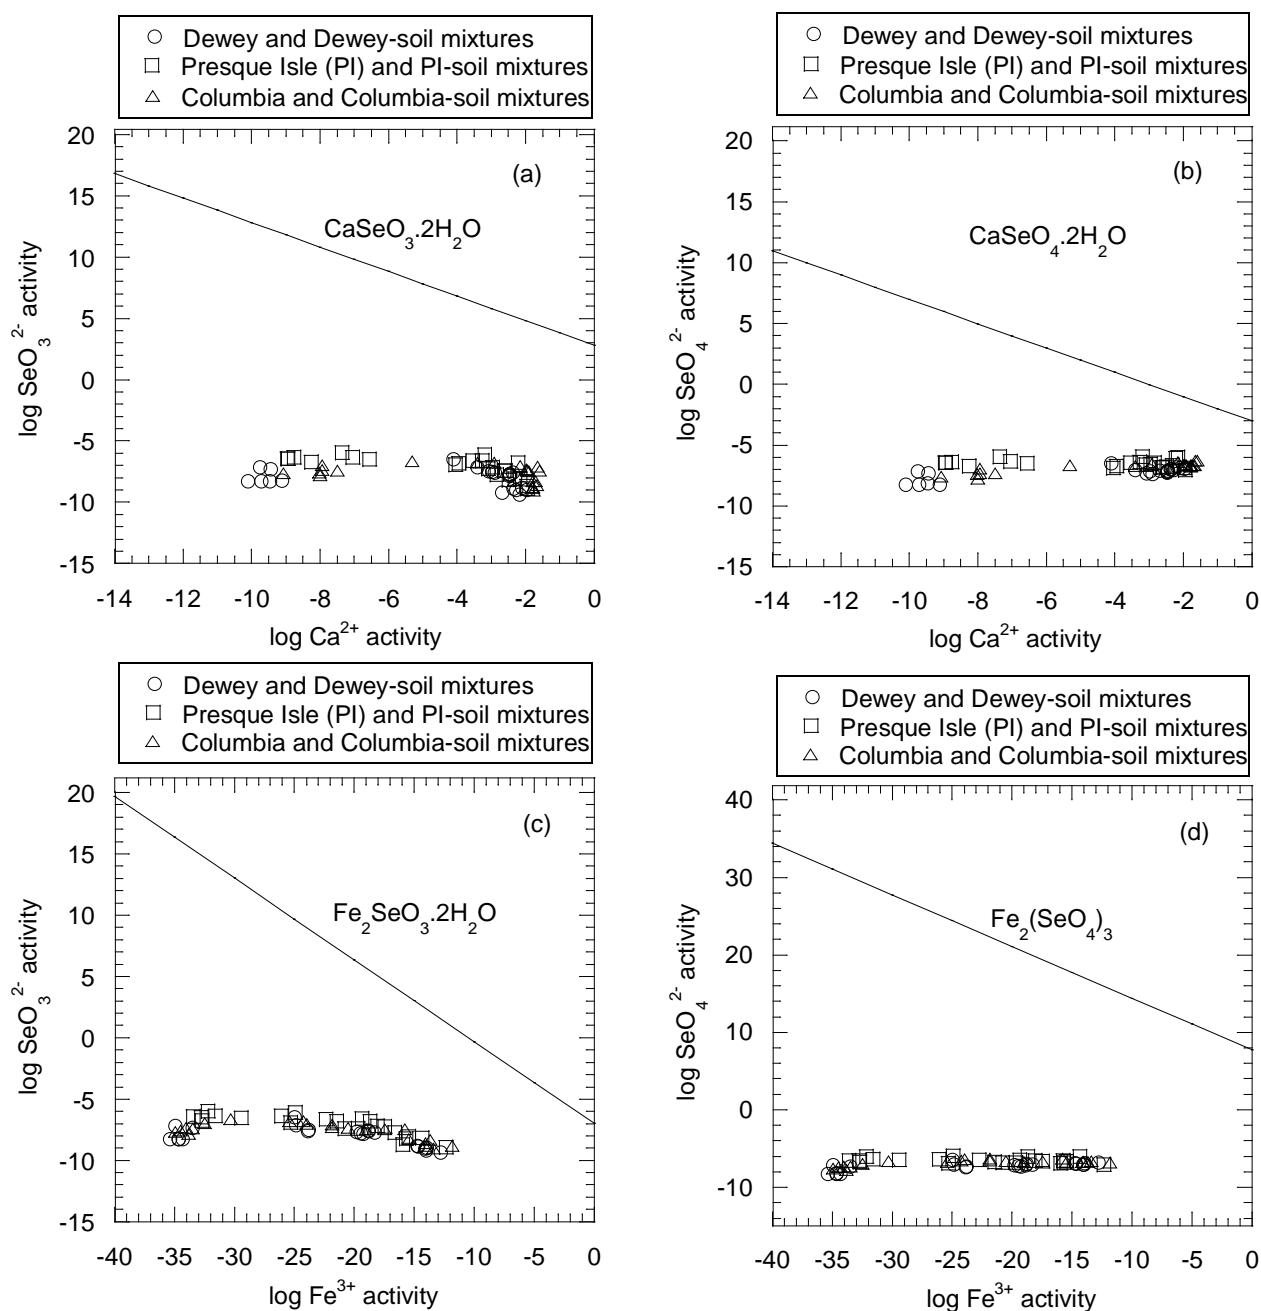 Dewey and Dewey-soil mixtures
Presque Isle (PI) and PI-soil mixtures
Columbia and Columbia-soil mixtures
20
15
10
5
0
-5
-10
-15
log SeO₃²⁻ activity
(a)
CaSeO₃.2H₂O
-14 -12 -10 -8 -6 -4 -2 0
log Ca²⁺ activity
Dewey and Dewey-soil mixtures
Presque Isle (PI) and PI-soil mixtures
Columbia and Columbia-soil mixtures
20
15
10
5
0
-5
-10
-15
log SeO₄²⁻ activity
(b)
CaSeO₄.2H₂O
-14 -12 -10 -8 -6 -4 -2 0
log Ca²⁺ activity
Dewey and Dewey-soil mixtures
Presque Isle (PI) and PI-soil mixtures
Columbia and Columbia-soil mixtures
20
15
10
5
0
-5
-10
-15
log SeO₃²⁻ activity
(c)
Fe₂SeO₃.2H₂O
-40 -35 -30 -25 -20 -15 -10 -5 0
log Fe³⁺ activity
Dewey and Dewey-soil mixtures
Presque Isle (PI) and PI-soil mixtures
Columbia and Columbia-soil mixtures
40
30
20
10
0
-10
log SeO₄²⁻ activity
(d)
Fe₂(SeO₄)₃
-40 -35 -30 -25 -20 -15 -10 -5 0
log Fe³⁺ activity